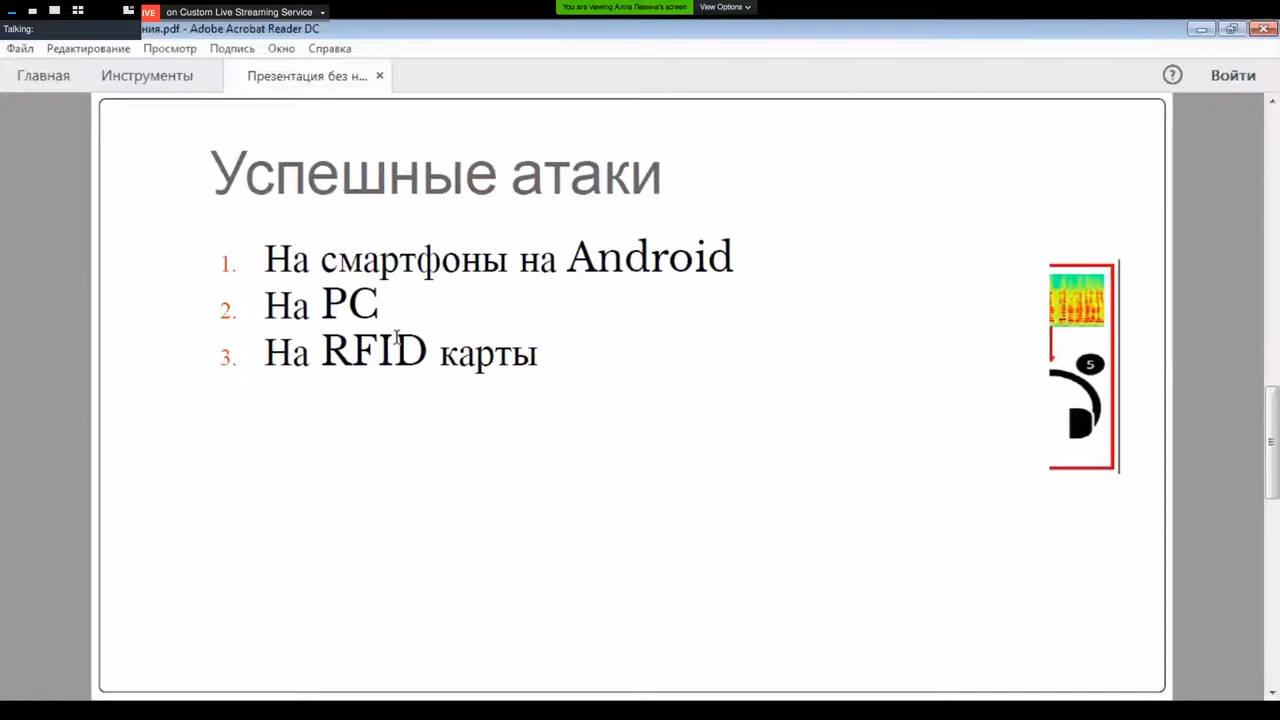 LIVE on Custom Live Streaming Service
You are viewing Алла Левина's screen
View Options
Talking:
ния.pdf - Adobe Acrobat Reader DC
Файл Редактирование Просмотр Подпись Окно Справка
Главная Инструменты Презентация без н... × ? Войти
Успешные атаки
1. На смартфоны на Android
2. На PC
3. На RFID карты
5